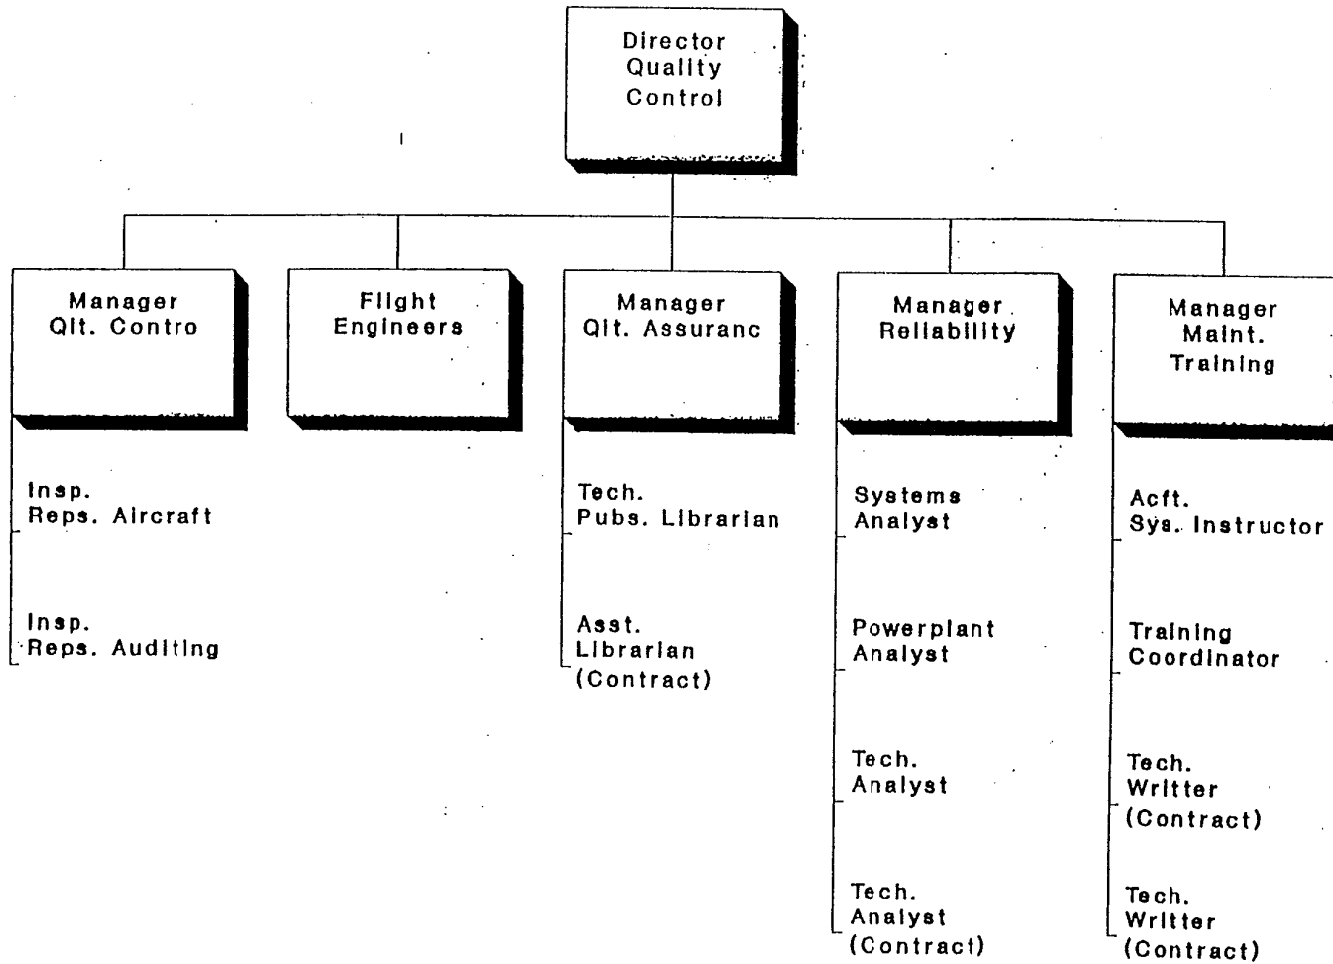 Director
Quality
Control
Manager
Qlt. Contro
Flight
Engineers
Manager
Qlt. Assuranc
Manager
Reliability
Manager
Maint.
Training
Insp.
Reps. Aircraft
Insp.
Reps. Auditing
Tech.
Pubs. Librarian
Asst.
Librarian
(Contract)
Systems
Analyst
Powerplant
Analyst
Tech.
Analyst
Tech.
Analyst
(Contract)
Acft.
Sys. Instructor
Training
Coordinator
Tech.
Writter
(Contract)
Tech.
Writter
(Contract)